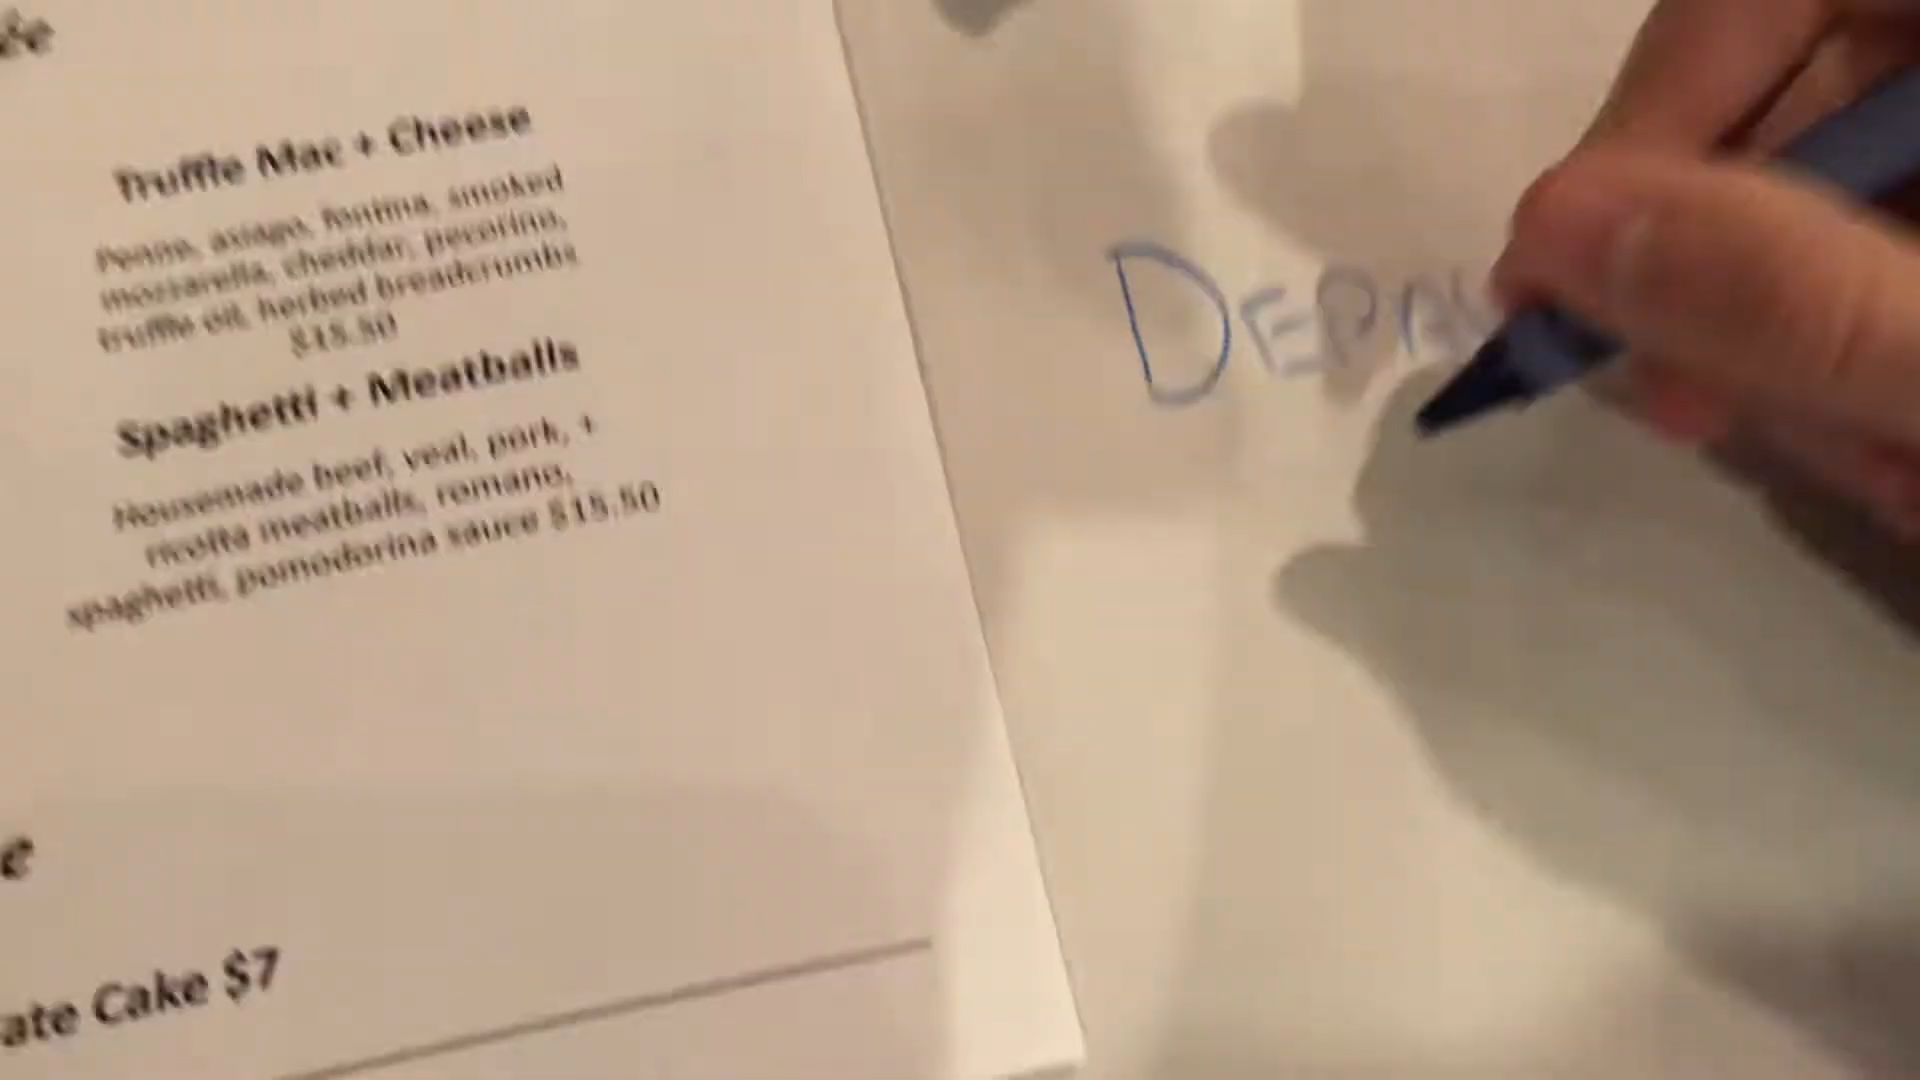 Truffle Mac + Cheese
Penne, asiago, fontina, smoked
mozzarella, cheddar, pecorino,
truffle oil, herbed breadcrumbs
$15.50
Spaghetti + Meatballs
Housemade beef, veal, pork, +
ricotta meatballs, romano,
spaghetti, pomodorina sauce $15.50
ate Cake $7
DEPA